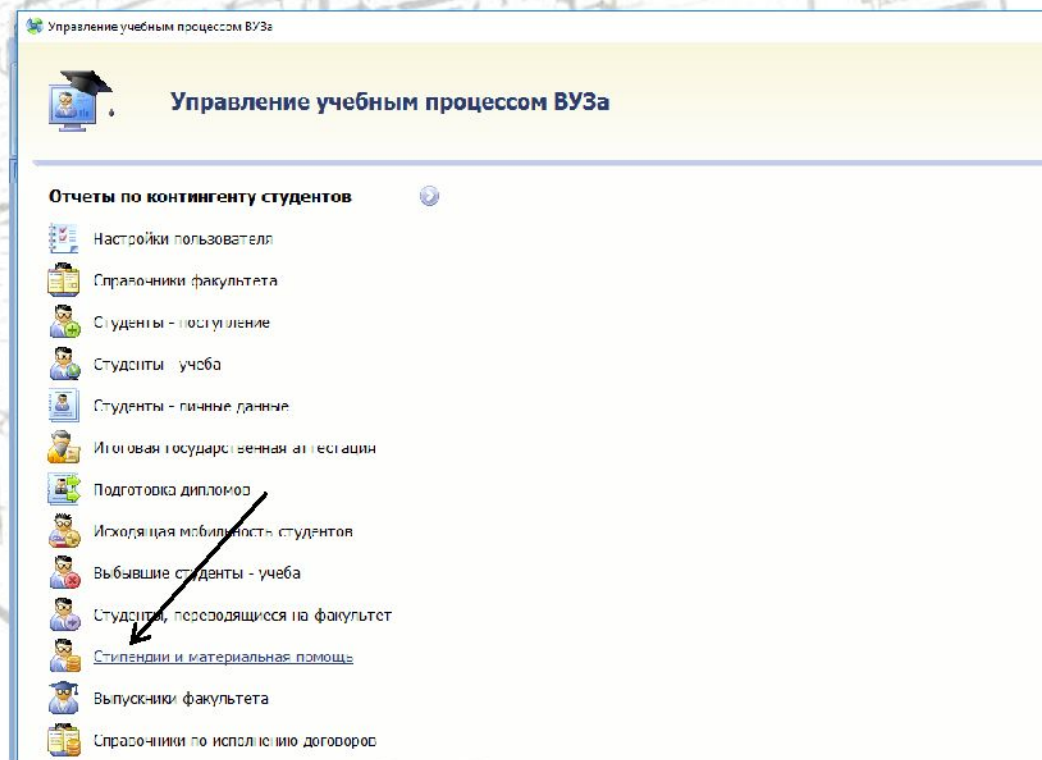 Управление учебным процессом ВУЗа
Управление учебным процессом ВУЗа
Отчеты по контингенту студентов
Настройки пользователя
Справочники факультета
Студенты - поступление
Студенты - учеба
Студенты - личные данные
Итоговая государственная аттестация
Подготовка дипломов
Исходящая мобильность студентов
Выбывшие студенты - учеба
Студенты, переводящиеся на факультет
Стипендии и материальная помощь
Выпускники факультета
Справочники по исполнению договоров